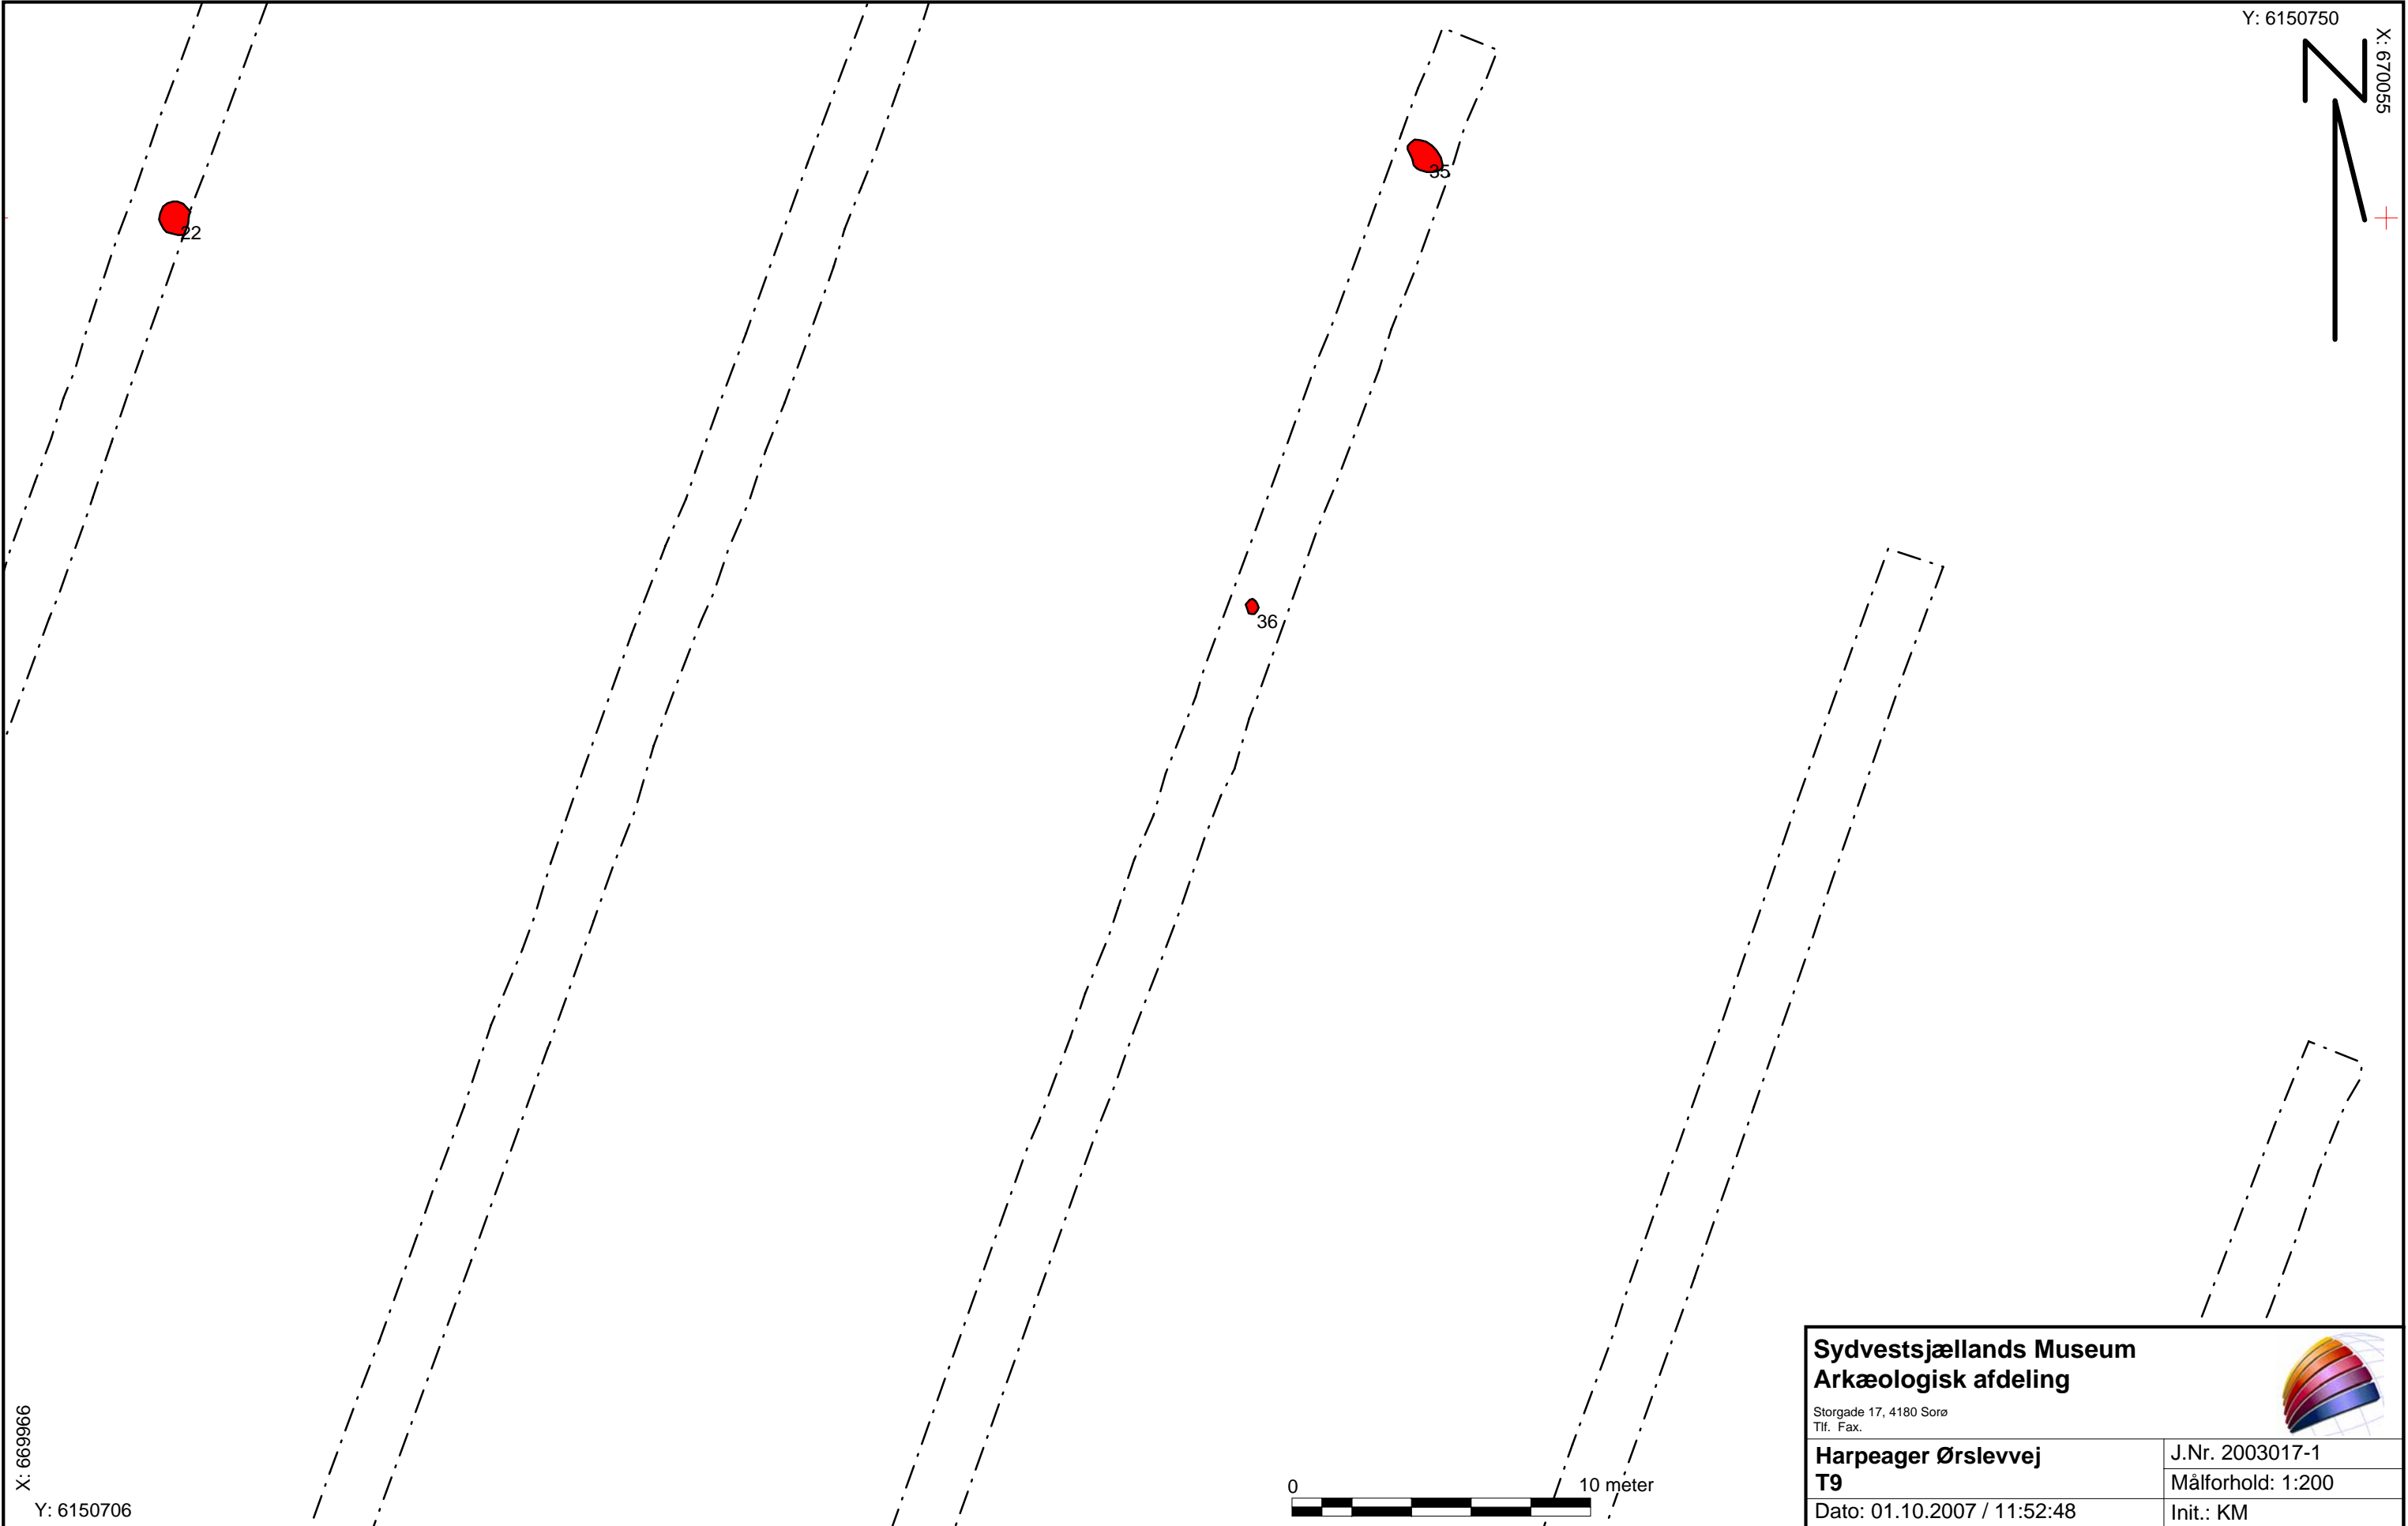 Y: 6150750
X: 670055
35
22
36
X: 669966
Y: 6150706
0 10 meter
Sydvestsjællands Museum
Arkæologisk afdeling
Storgade 17, 4180 Sorø
Tlf. Fax.
Harpeager Ørslevvej
T9
J.Nr. 2003017-1
Målforhold: 1:200
Dato: 01.10.2007 / 11:52:48
Init.: KM